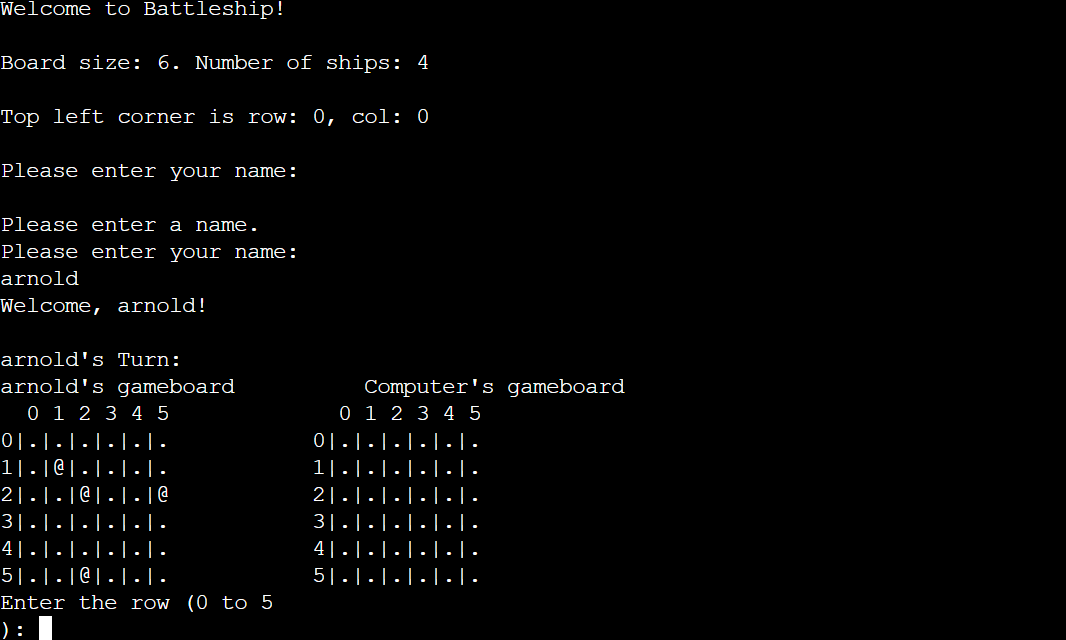 Welcome to Battleship!
Board size: 6. Number of ships: 4
Top left corner is row: 0, col: 0
Please enter your name:
Please enter a name.
Please enter your name:
arnold
Welcome, arnold!
arnold's Turn:
arnold's gameboard          Computer's gameboard
  0 1 2 3 4 5             0 1 2 3 4 5
0|.|.|.|.|.|.           0|.|.|.|.|.|.
1|.|@|.|.|.|.           1|.|.|.|.|.|.
2|.|.|@|.|.|@           2|.|.|.|.|.|.
3|.|.|.|.|.|.           3|.|.|.|.|.|.
4|.|.|.|.|.|.           4|.|.|.|.|.|.
5|.|.|@|.|.|.           5|.|.|.|.|.|.
Enter the row (0 to 5
):